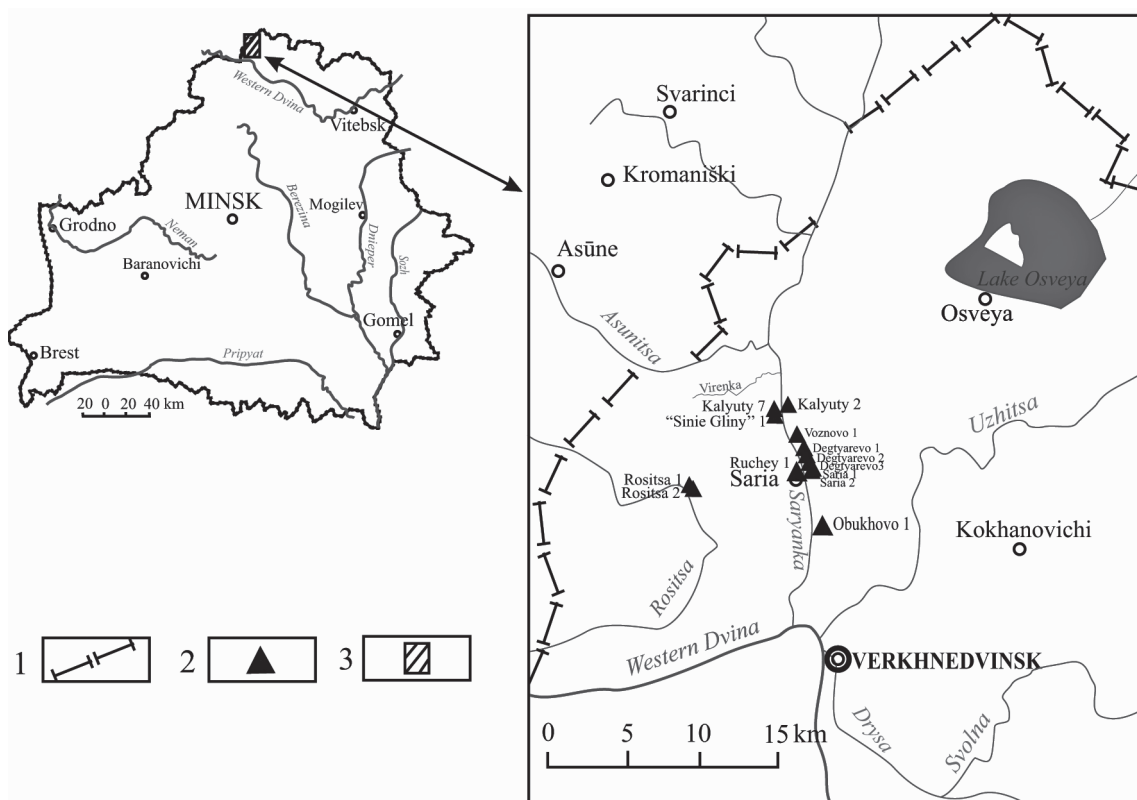 Western Dvina
Vitebsk
MINSK
Berezina
Mogilev
Dnieper
Sozh
Grodno
Neman
Baranovichi
Gomel
Brest
Pripyat
20 0 20 40 km
1
2
3
Svarinci
Kromaniški
Asūne
Asunitsa
Lake Osveya
Osveya
Virenka
Kalyuty 7
Kalyuty 2
"Sinie Gliny" 1
Voznovo 1
Degtyarevo 1
Degtyarevo 2
Degtyarevo3
Ruchey 1
Saria 1
Saria
Saria 2
Rositsa 1
Rositsa 2
Uzhitsa
Saryanka
Obukhovo 1
Kokhanovichi
Rositsa
Western Dvina
VERKHNEDVINSK
Drysa
Svolna
0 5 10 15 km